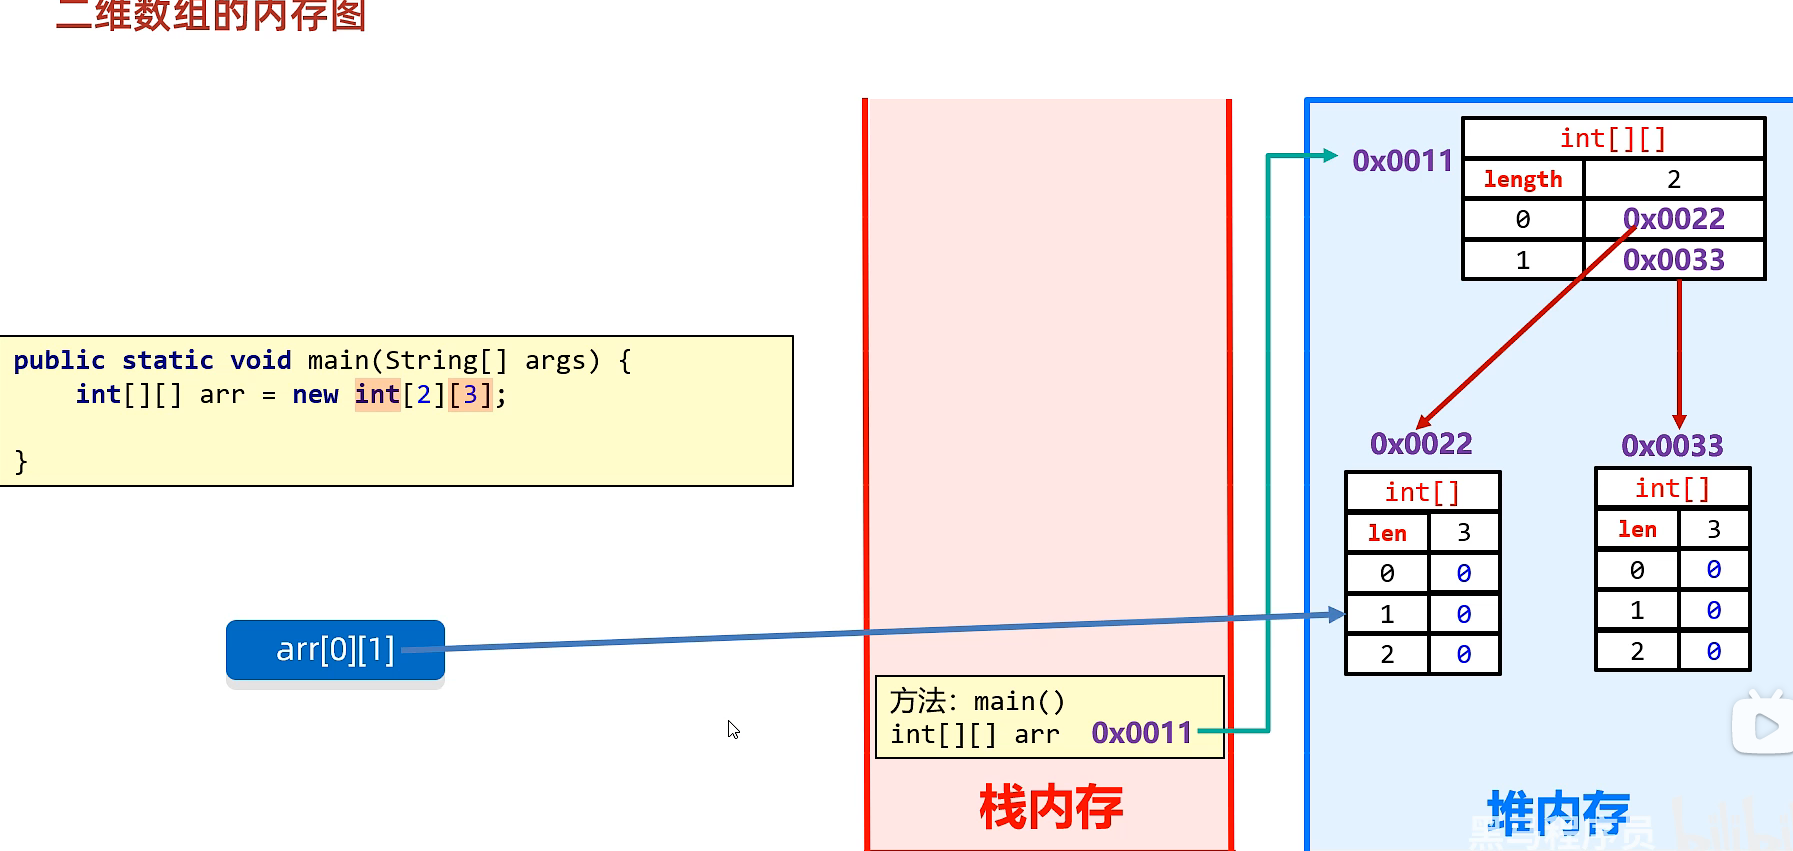 二维数组的内存图
public static void main(String[] args) {
int[][] arr = new int[2][3];
}
arr[0][1]
方法：main()
int[][] arr 0x0011
栈内存
0x0011
int[][]
length 2
0 0x0022
1 0x0033
0x0022
int[]
len 3
0 0
1 0
2 0
0x0033
int[]
len 3
0 0
1 0
2 0
堆内存
黑马程序员
bilibili